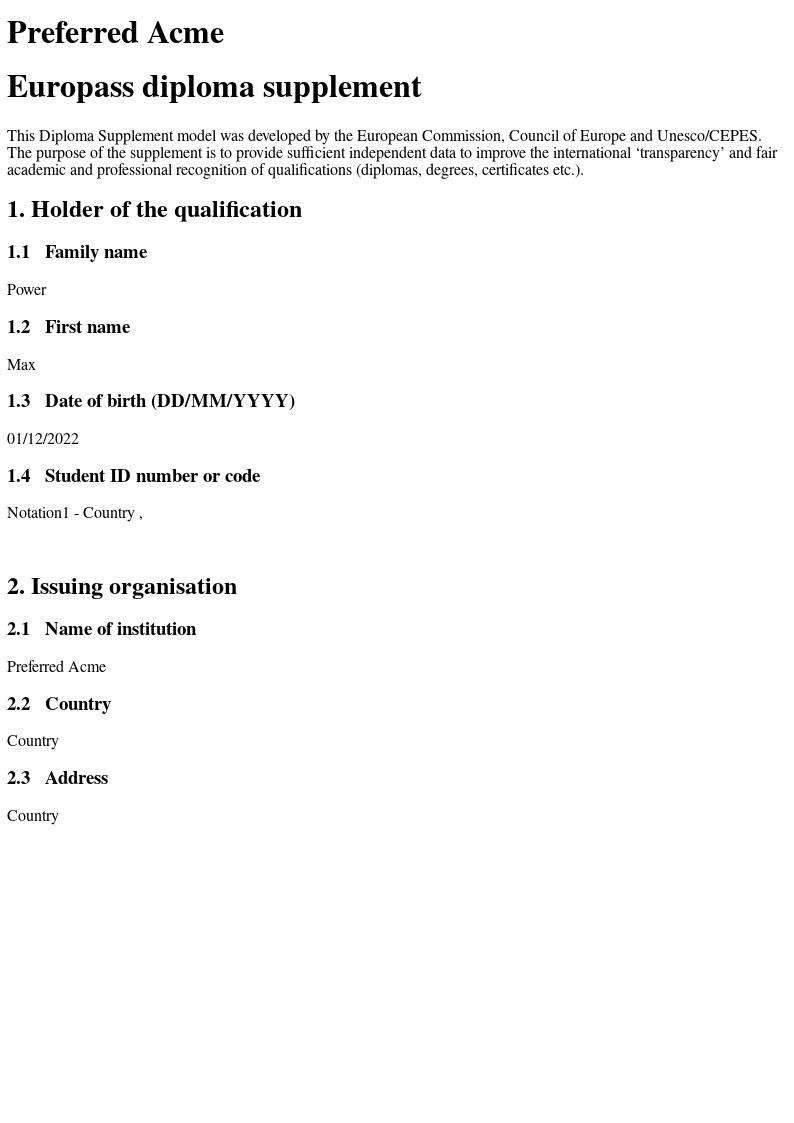 Preferred Acme
Europass diploma supplement
This Diploma Supplement model was developed by the European Commission, Council of Europe and Unesco/CEPES.
The purpose of the supplement is to provide sufficient independent data to improve the international ‘transparency’ and fair
academic and professional recognition of qualifications (diplomas, degrees, certificates etc.).
1. Holder of the qualification
1.1 Family name
Power
1.2 First name
Max
1.3 Date of birth (DD/MM/YYYY)
01/12/2022
1.4 Student ID number or code
Notation1 - Country ,
2. Issuing organisation
2.1 Name of institution
Preferred Acme
2.2 Country
Country
2.3 Address
Country